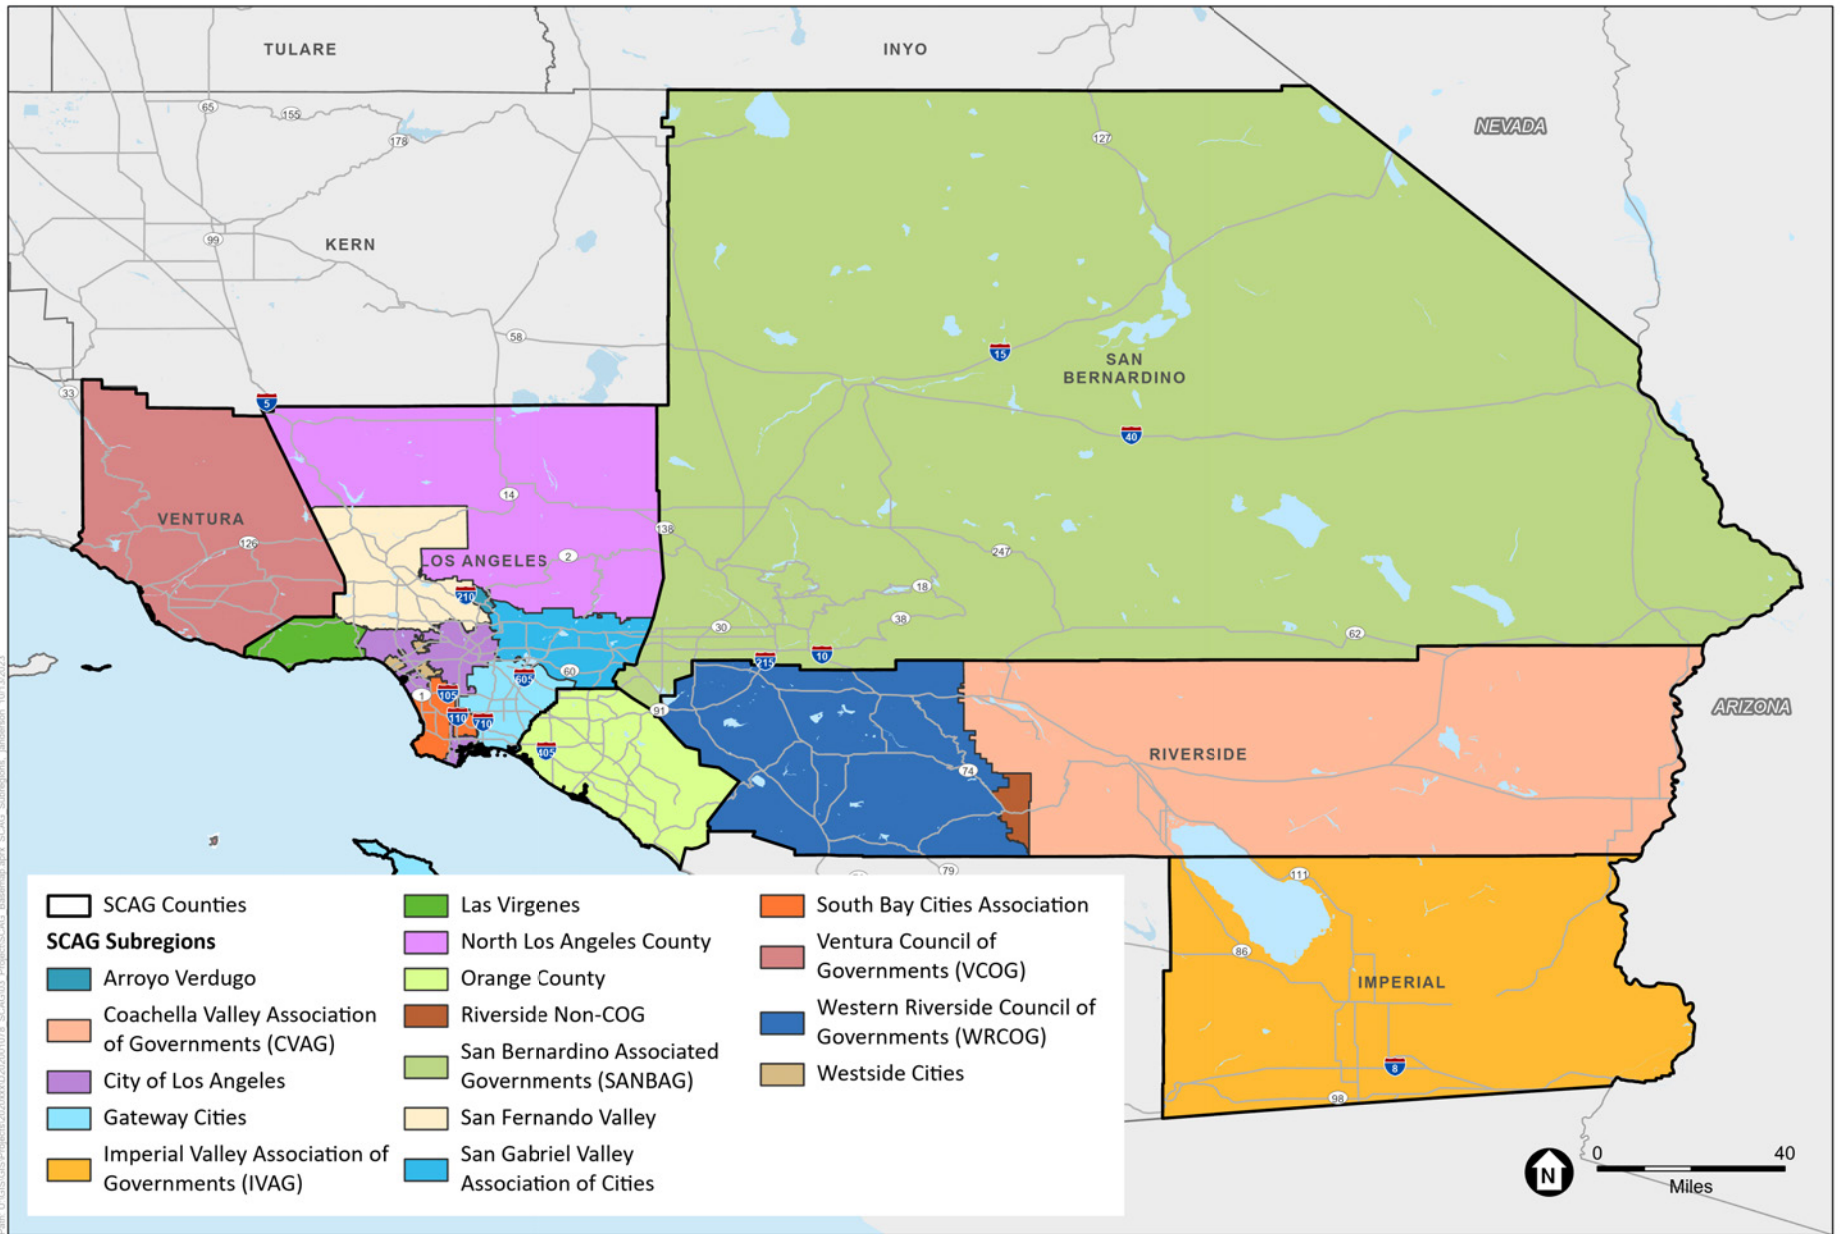 TULARE
INYO
NEVADA
65
155
178
127
99
KERN
58
15
SAN
BERNARDINO
33
5
40
VENTURA
126
14
138
LOS ANGELES
2
247
210
18
30
38
62
215
10
60
605
1
105
110
710
91
405
74
RIVERSIDE
ARIZONA
79
111
86
IMPERIAL
8
98
SCAG Counties
SCAG Subregions
Arroyo Verdugo
Coachella Valley Association
of Governments (CVAG)
City of Los Angeles
Gateway Cities
Imperial Valley Association of
Governments (IVAG)
Las Virgenes
North Los Angeles County
Orange County
Riverside Non-COG
San Bernardino Associated
Governments (SANBAG)
San Fernando Valley
San Gabriel Valley
Association of Cities
South Bay Cities Association
Ventura Council of
Governments (VCOG)
Western Riverside Council of
Governments (WRCOG)
Westside Cities
N
0 40
Miles